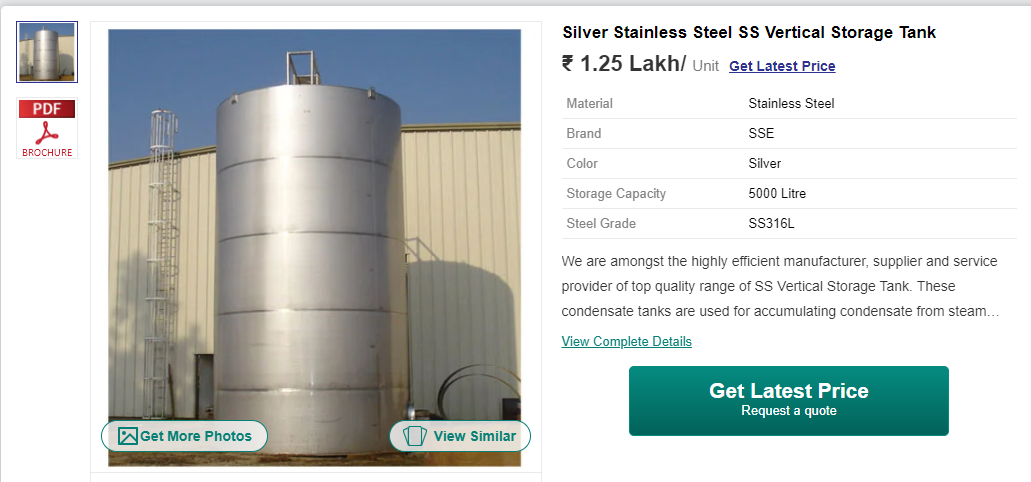 PDF
BROCHURE
Get More Photos
View Similar
Silver Stainless Steel SS Vertical Storage Tank
₹ 1.25 Lakh/ Unit Get Latest Price
Material Stainless Steel
Brand SSE
Color Silver
Storage Capacity 5000 Litre
Steel Grade SS316L
We are amongst the highly efficient manufacturer, supplier and service
provider of top quality range of SS Vertical Storage Tank. These
condensate tanks are used for accumulating condensate from steam…
View Complete Details
Get Latest Price
Request a quote